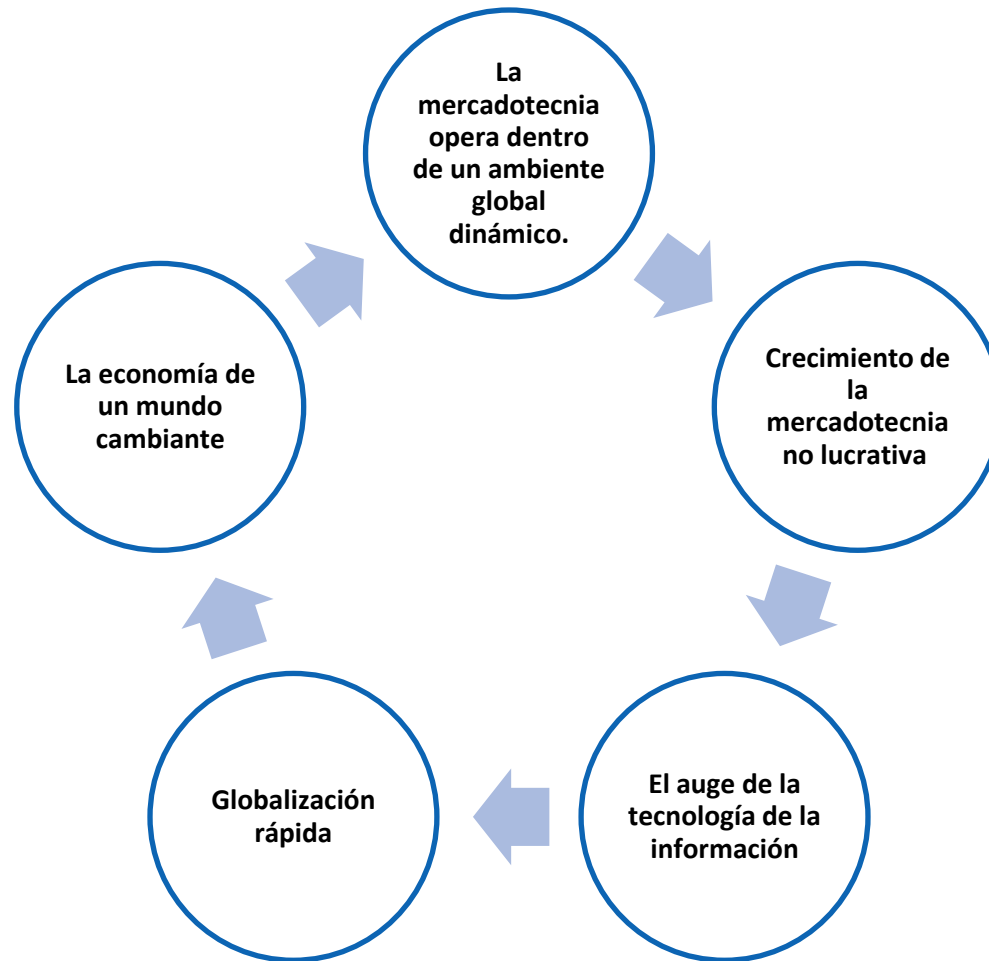 La
mercadotecnia
opera dentro
de un ambiente
global
dinámico.
Crecimiento de
la
mercadotecnia
no lucrativa
El auge de la
tecnología de la
información
Globalización
rápida
La economía de
un mundo
cambiante